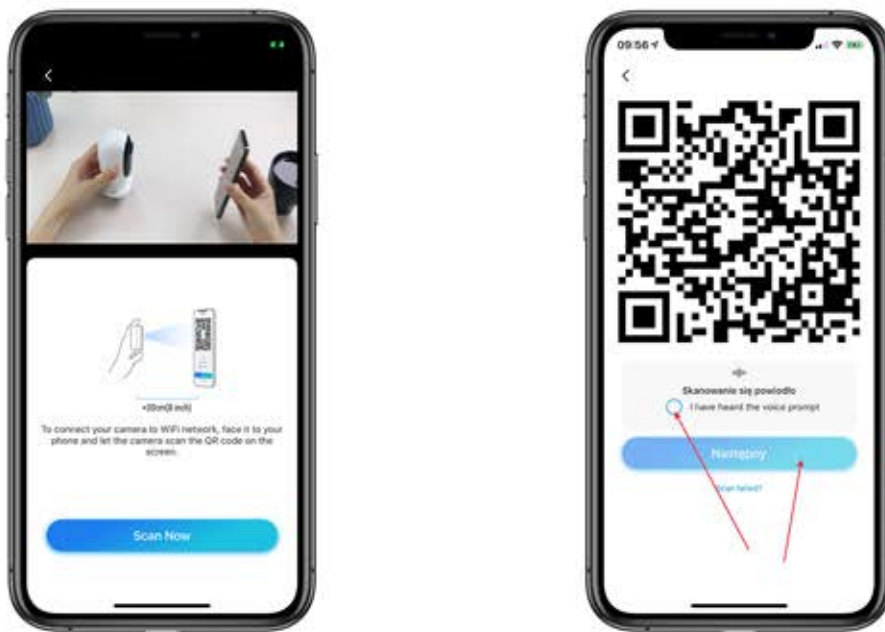 ≈20cm(8 inch)
To connect your camera to WiFi network, face it to your
phone and let the camera scan the QR code on the
screen.
Scan Now
09:56
Skanowanie się powiodło
I have heard the voice prompt
Następny
Scan failed?